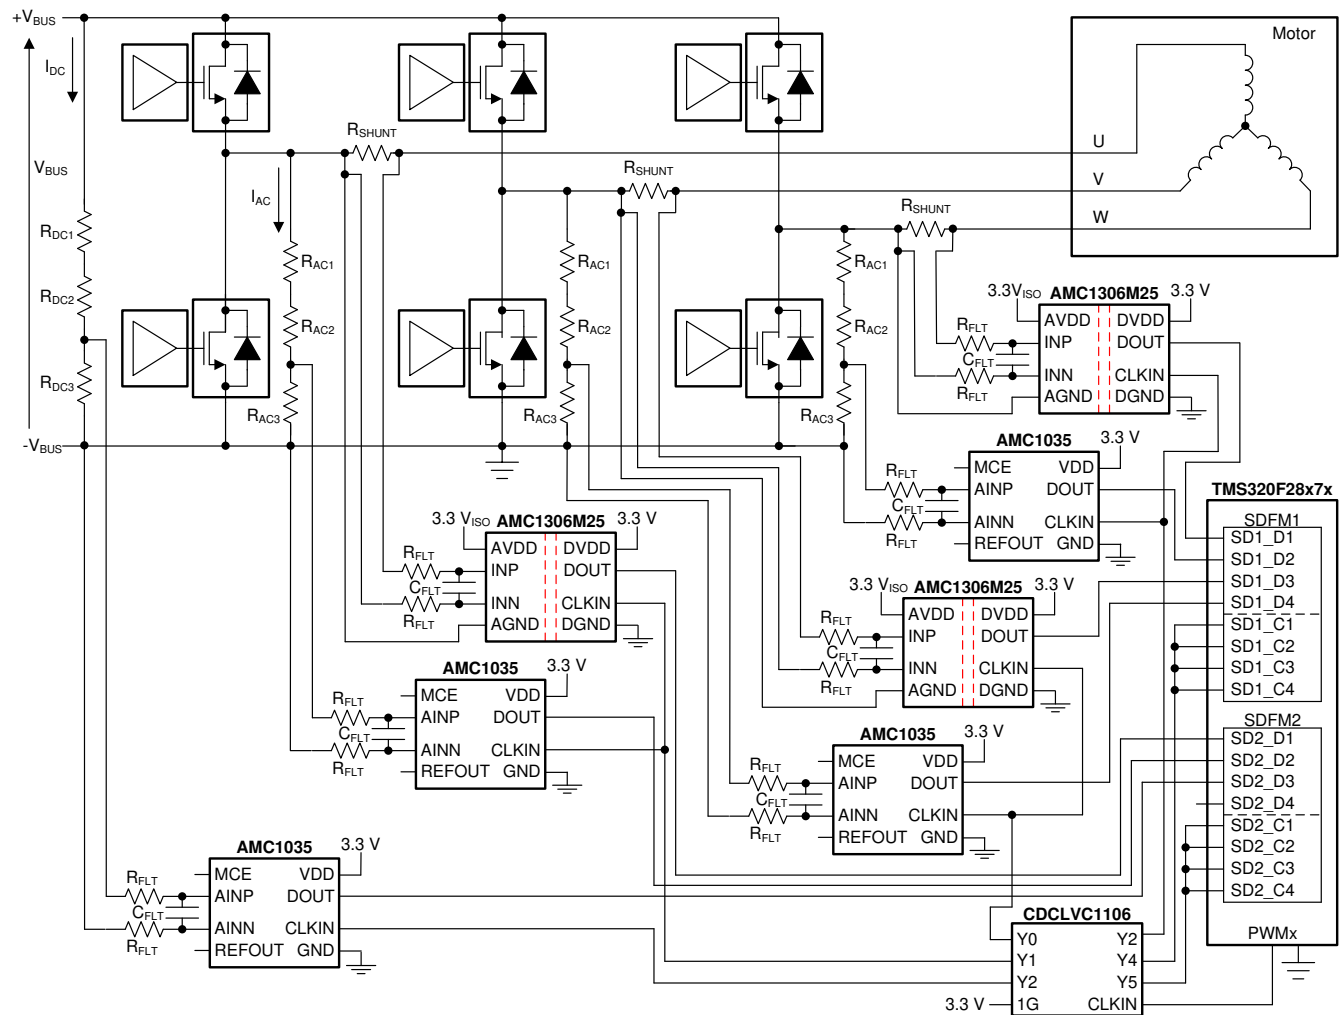 +VBUS
IDC
VBUS
RDC1
RDC2
RDC3
-VBUS
IAC
RAC1
RAC2
RAC3
RSHUNT
RSHUNT
RAC1
RAC2
RAC3
RSHUNT
RAC1
RAC2
RAC3
Motor
U
V
W
3.3VISO
AMC1306M25
3.3 V
AVDD DVDD
INP DOUT
INN CLKIN
AGND DGND
RFLT
CFLT
RFLT
AMC1035
3.3 V
MCE VDD
AINP DOUT
AINN CLKIN
REFOUT GND
RFLT
CFLT
RFLT
3.3 VISO
AMC1306M25
3.3 V
AVDD DVDD
INP DOUT
INN CLKIN
AGND DGND
RFLT
CFLT
RFLT
3.3 VISO
AMC1306M25
3.3 V
AVDD DVDD
INP DOUT
INN CLKIN
AGND DGND
RFLT
CFLT
RFLT
AMC1035
3.3 V
MCE VDD
AINP DOUT
AINN CLKIN
REFOUT GND
RFLT
CFLT
RFLT
AMC1035
3.3 V
MCE VDD
AINP DOUT
AINN CLKIN
REFOUT GND
RFLT
CFLT
RFLT
AMC1035
3.3 V
MCE VDD
AINP DOUT
AINN CLKIN
REFOUT GND
RFLT
CFLT
RFLT
TMS320F28x7x
SDFM1
SD1_D1
SD1_D2
SD1_D3
SD1_D4
SD1_C1
SD1_C2
SD1_C3
SD1_C4
SDFM2
SD2_D1
SD2_D2
SD2_D3
SD2_D4
SD2_C1
SD2_C2
SD2_C3
SD2_C4
PWMx
CDCLVC1106
Y0 Y2
Y1 Y4
Y2 Y5
3.3 V 1G CLKIN